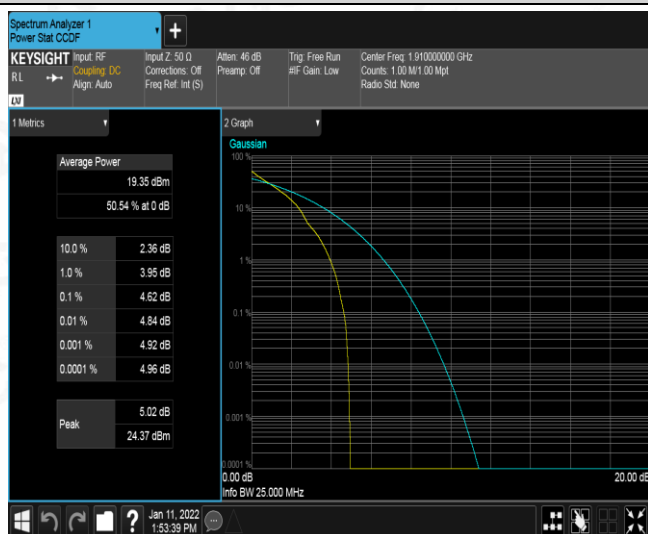 Spectrum Analyzer 1
Power Stat CCDF
+
KEYSIGHT
RL
LXI
Input: RF
Coupling: DC
Align: Auto
Input Z: 50 Ω
Corrections: Off
Freq Ref: Int (S)
Atten: 46 dB
Preamp: Off
Trig: Free Run
#IF Gain: Low
Center Freq: 1.910000000 GHz
Counts: 1.00 M/1.00 Mpt
Radio Std: None
1 Metrics
Average Power
19.35 dBm
50.54 % at 0 dB
10.0 % 2.36 dB
1.0 % 3.95 dB
0.1 % 4.62 dB
0.01 % 4.84 dB
0.001 % 4.92 dB
0.0001 % 4.96 dB
Peak
5.02 dB
24.37 dBm
2 Graph
Gaussian
100 %
10 %
1 %
0.1 %
0.01 %
0.001 %
0.0001 %
0.00 dB 20.00 dB
Info BW 25.000 MHz
?
Jan 11, 2022
1:53:39 PM